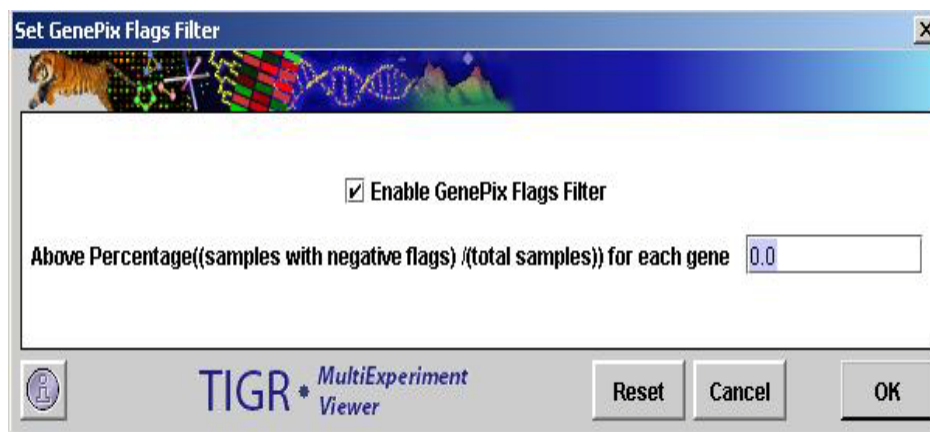 Set GenePix Flags Filter
Enable GenePix Flags Filter
Above Percentage((samples with negative flags) /(total samples)) for each gene 0.0
TIGR • MultiExperiment
Viewer
Reset Cancel OK